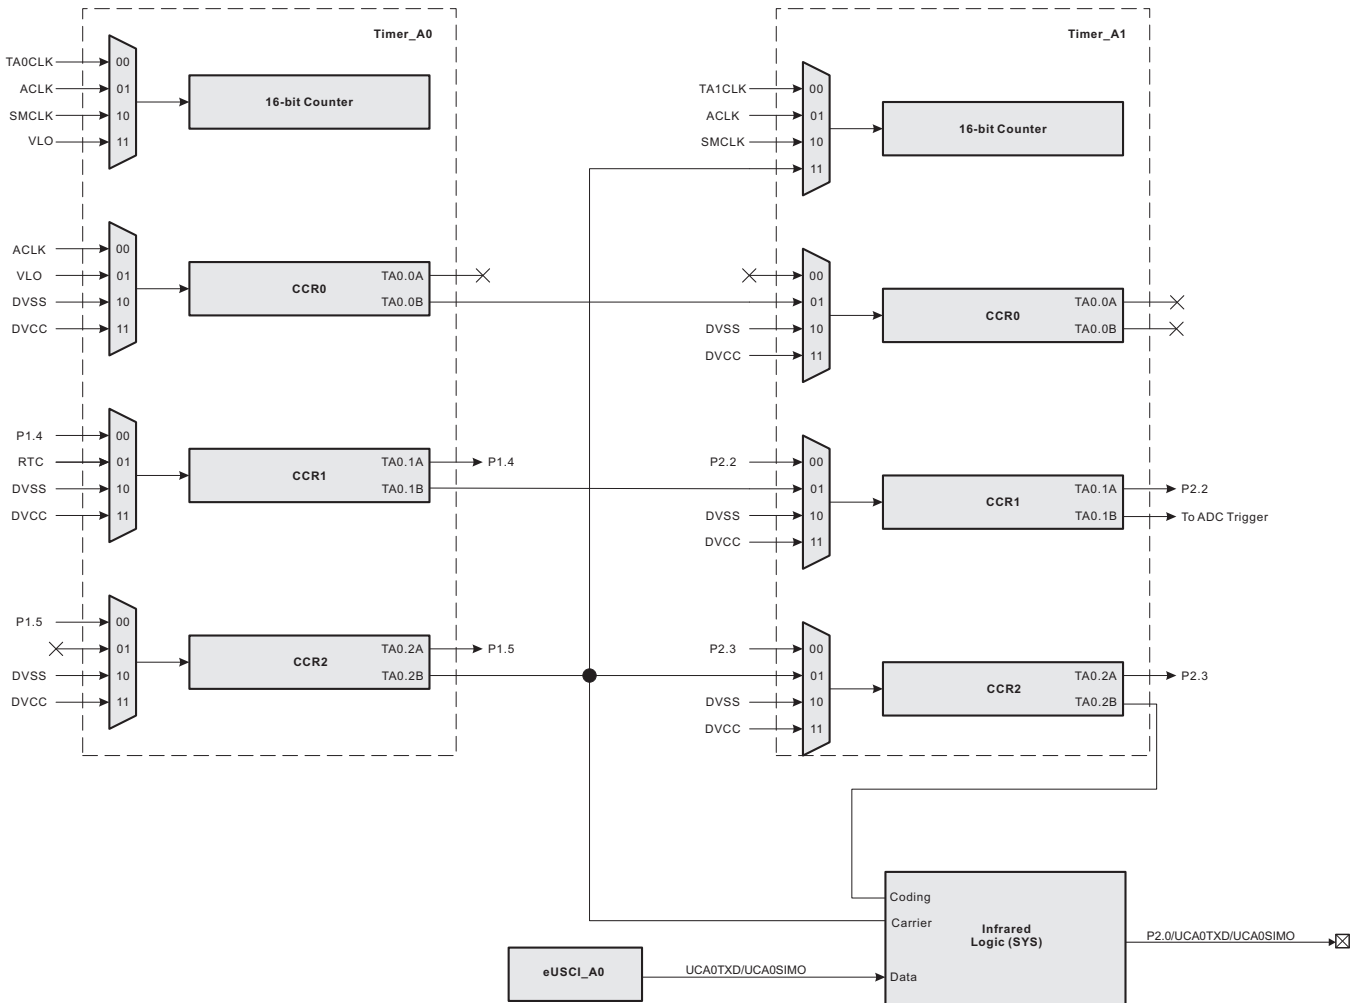 Timer_A0
TA0CLK
00
ACLK
01
SMCLK
10
VLO
11
16-bit Counter
ACLK
00
VLO
01
DVSS
10
DVCC
11
CCR0
TA0.0A
TA0.0B
P1.4
00
RTC
01
DVSS
10
DVCC
11
CCR1
TA0.1A
P1.4
TA0.1B
P1.5
00
01
DVSS
10
DVCC
11
CCR2
TA0.2A
P1.5
TA0.2B
Timer_A1
TA1CLK
00
ACLK
01
SMCLK
10
11
16-bit Counter
00
01
DVSS
10
DVCC
11
CCR0
TA0.0A
TA0.0B
P2.2
00
01
DVSS
10
DVCC
11
CCR1
TA0.1A
P2.2
TA0.1B
To ADC Trigger
P2.3
00
01
DVSS
10
DVCC
11
CCR2
TA0.2A
P2.3
TA0.2B
Coding
Carrier
Data
Infrared
Logic (SYS)
P2.0/UCA0TXD/UCA0SIMO
eUSCI_A0
UCA0TXD/UCA0SIMO